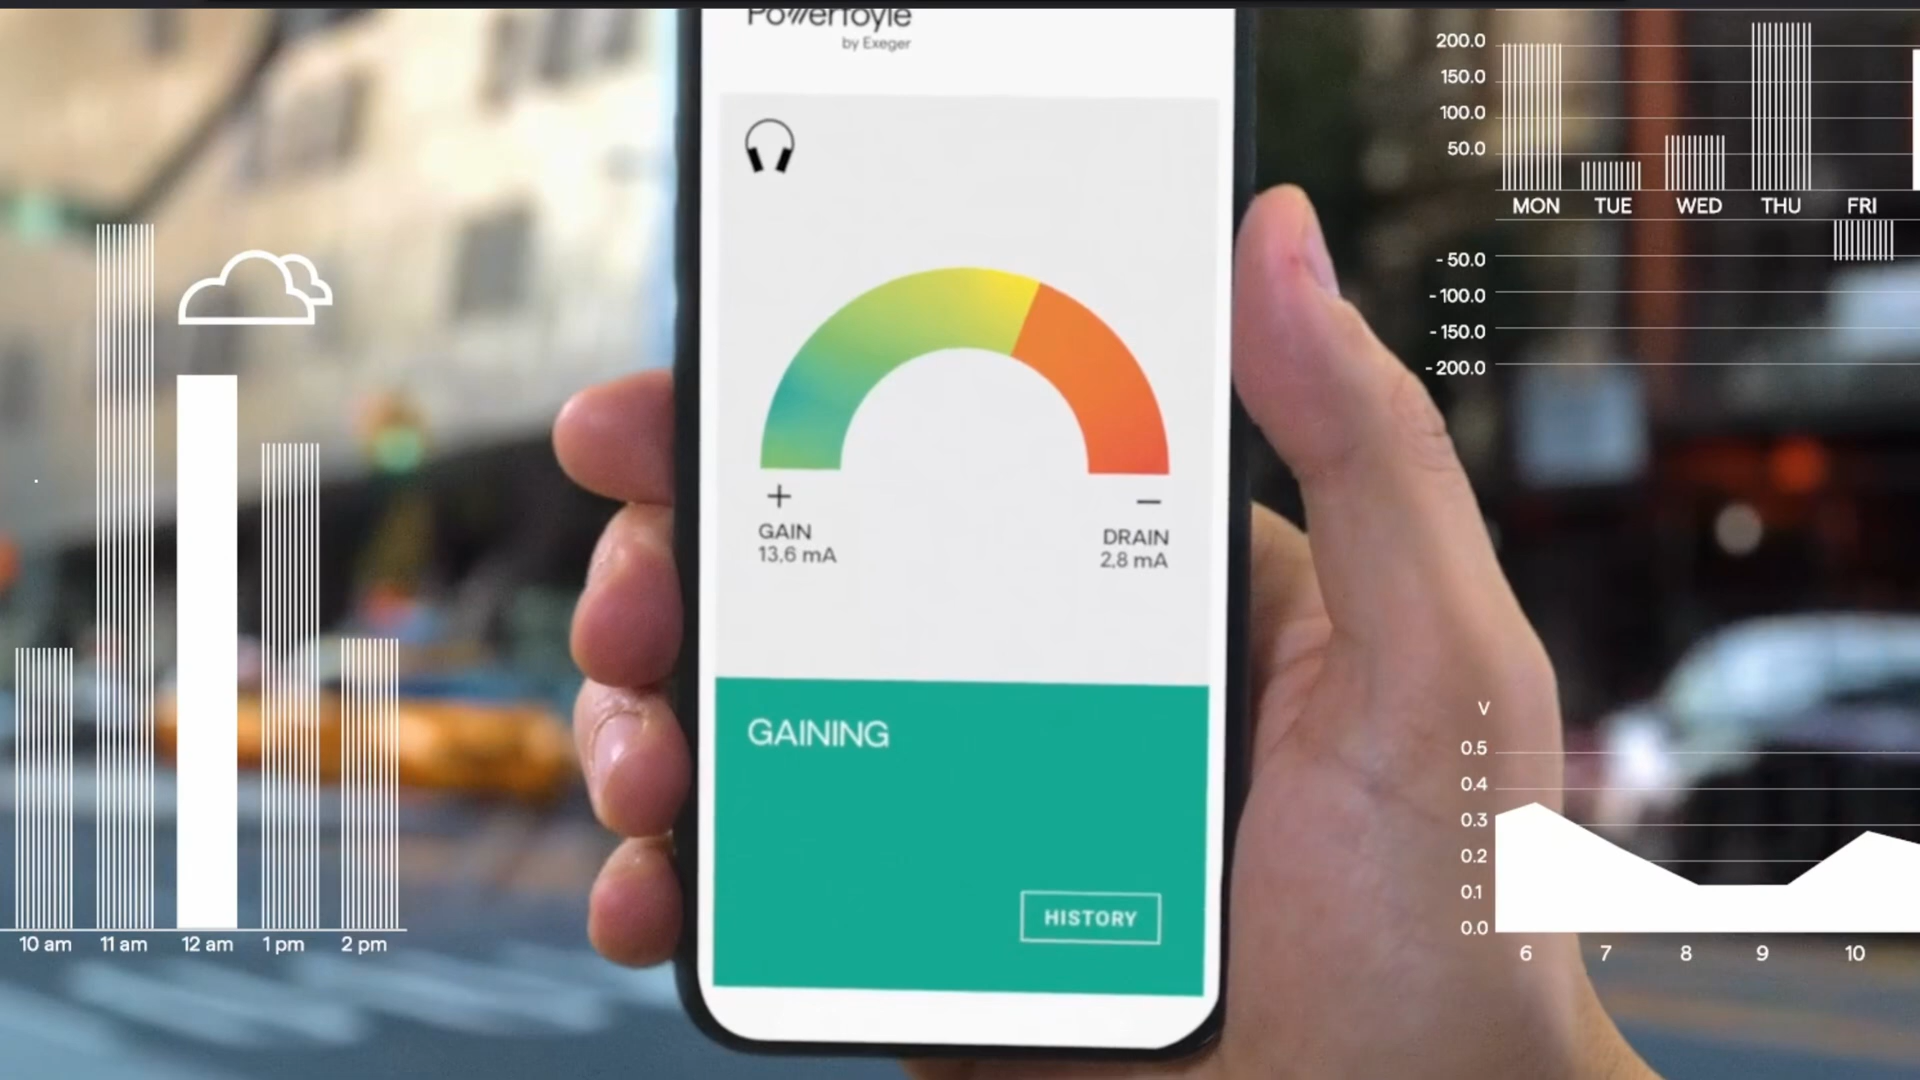 Powerfoyle
by Exeger
+
GAIN
13,6 mA
−
DRAIN
2,8 mA
GAINING
HISTORY
10 am 11 am 12 am 1 pm 2 pm
200.0
150.0
100.0
50.0
MON TUE WED THU FRI
- 50.0
- 100.0
- 150.0
- 200.0
V
0.5
0.4
0.3
0.2
0.1
0.0
6 7 8 9 10